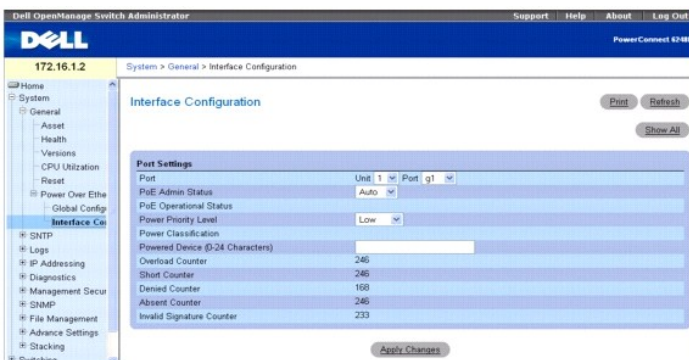 Dell OpenManage Switch Administrator Support Help About Log Out
DELL
PowerConnect 6248
172.16.1.2 System > General > Interface Configuration
Home
System
General
Asset
Health
Versions
CPU Utilzation
Reset
Power Over Ethe
Global Config
Interface Co
SNTP
Logs
IP Addressing
Diagnostics
Management Secur
SNMP
File Management
Advance Settings
Stacking
Switching
Interface Configuration
Print Refresh
Show All
Port Settings
Port Unit 1 Port g1
PoE Admin Status Auto
PoE Operational Status
Power Priority Level Low
Power Classification
Powered Device (0-24 Characters)
Overload Counter 246
Short Counter 246
Denied Counter 168
Absent Counter 246
Invalid Signature Counter 233
Apply Changes